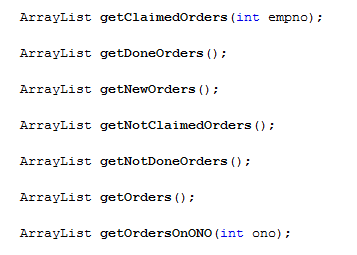 ArrayList getClaimedOrders(int empno);
ArrayList getDoneOrders();
ArrayList getNewOrders();
ArrayList getNotClaimedOrders();
ArrayList getNotDoneOrders();
ArrayList getOrders();
ArrayList getOrdersOnONO(int ono);